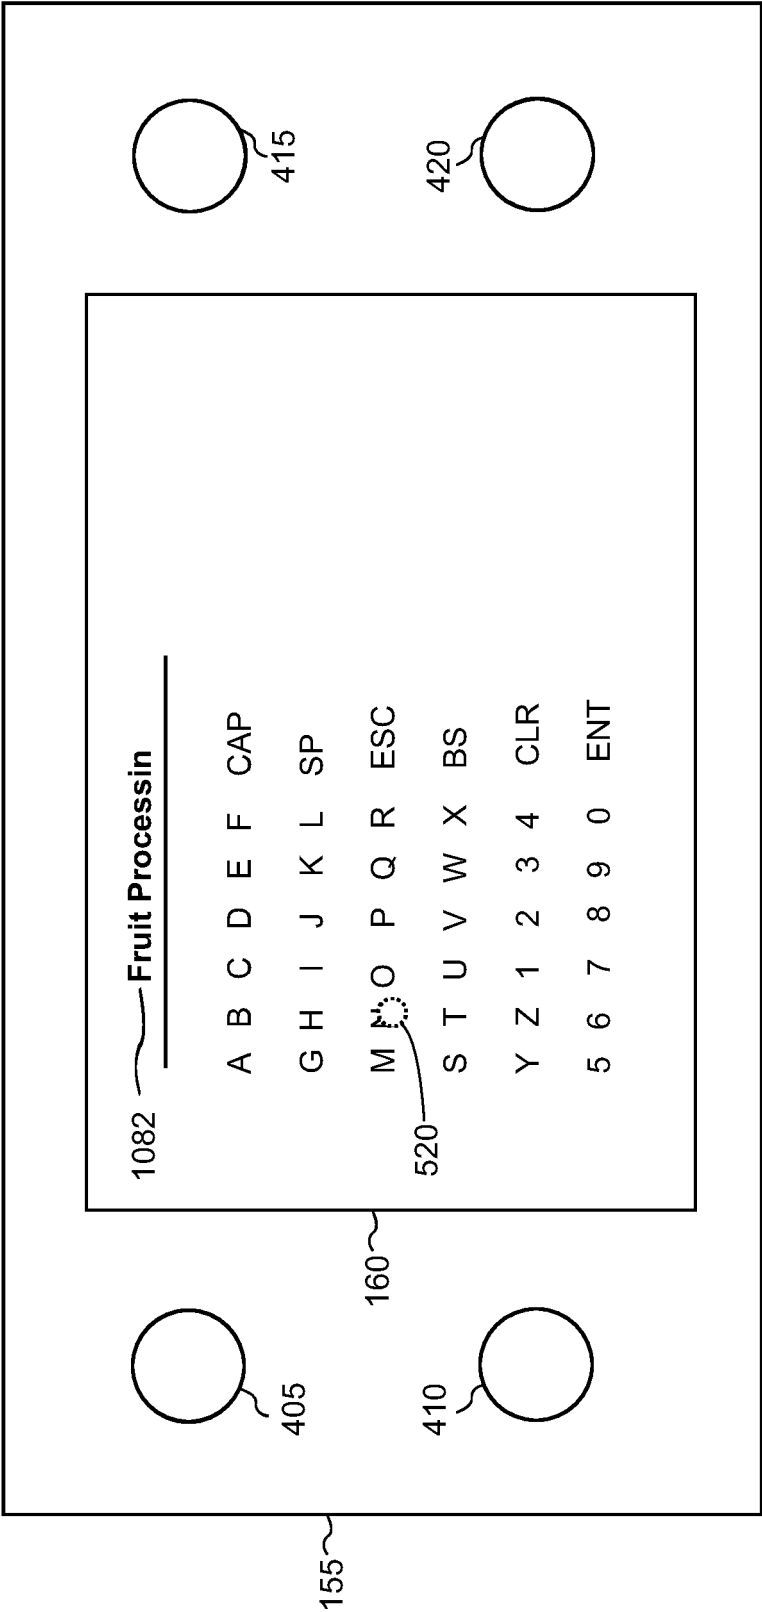 1082
Fruit Processin
A B C D E F CAP
G H I J K L SP
M N O P Q R ESC
S T U V W X BS
Y Z 1 2 3 4 CLR
5 6 7 8 9 0 ENT
405
415
155
160
520
410
420